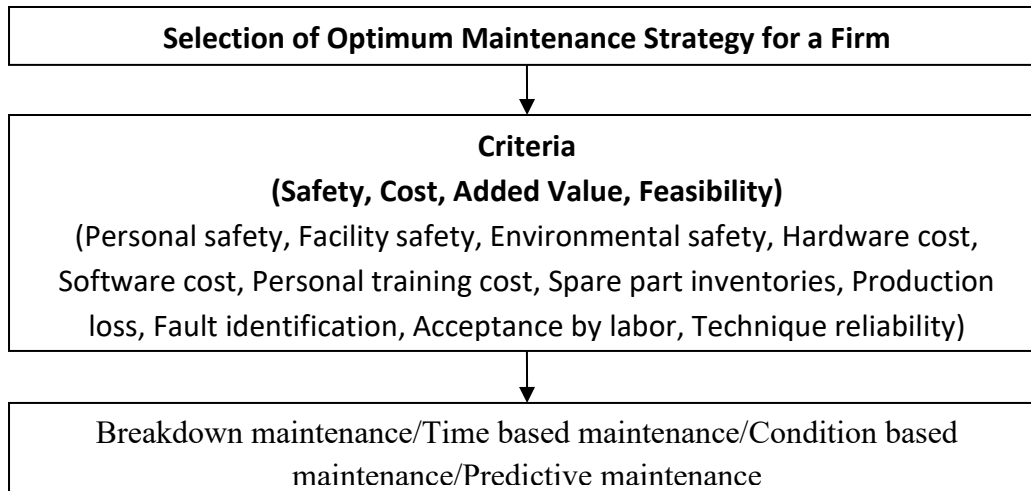 Selection of Optimum Maintenance Strategy for a Firm
Criteria
(Safety, Cost, Added Value, Feasibility)
(Personal safety, Facility safety, Environmental safety, Hardware cost,
Software cost, Personal training cost, Spare part inventories, Production
loss, Fault identification, Acceptance by labor, Technique reliability)
Breakdown maintenance/Time based maintenance/Condition based
maintenance/Predictive maintenance